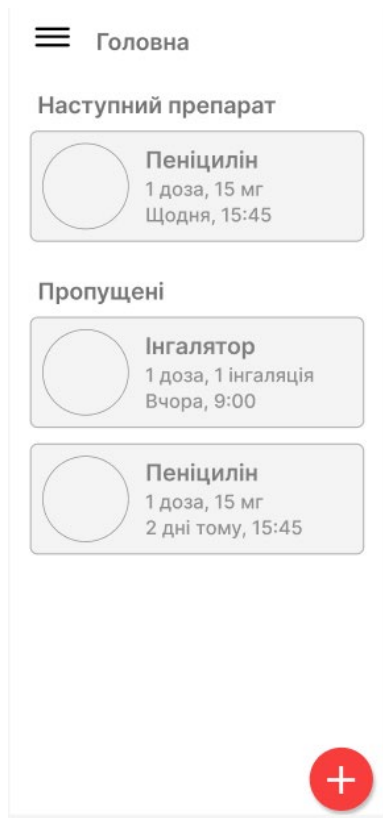 Головна
Наступний препарат
Пеніцилін
1 доза, 15 мг
Щодня, 15:45
Пропущені
Інгалятор
1 доза, 1 інгаляція
Вчора, 9:00
Пеніцилін
1 доза, 15 мг
2 дні тому, 15:45
+